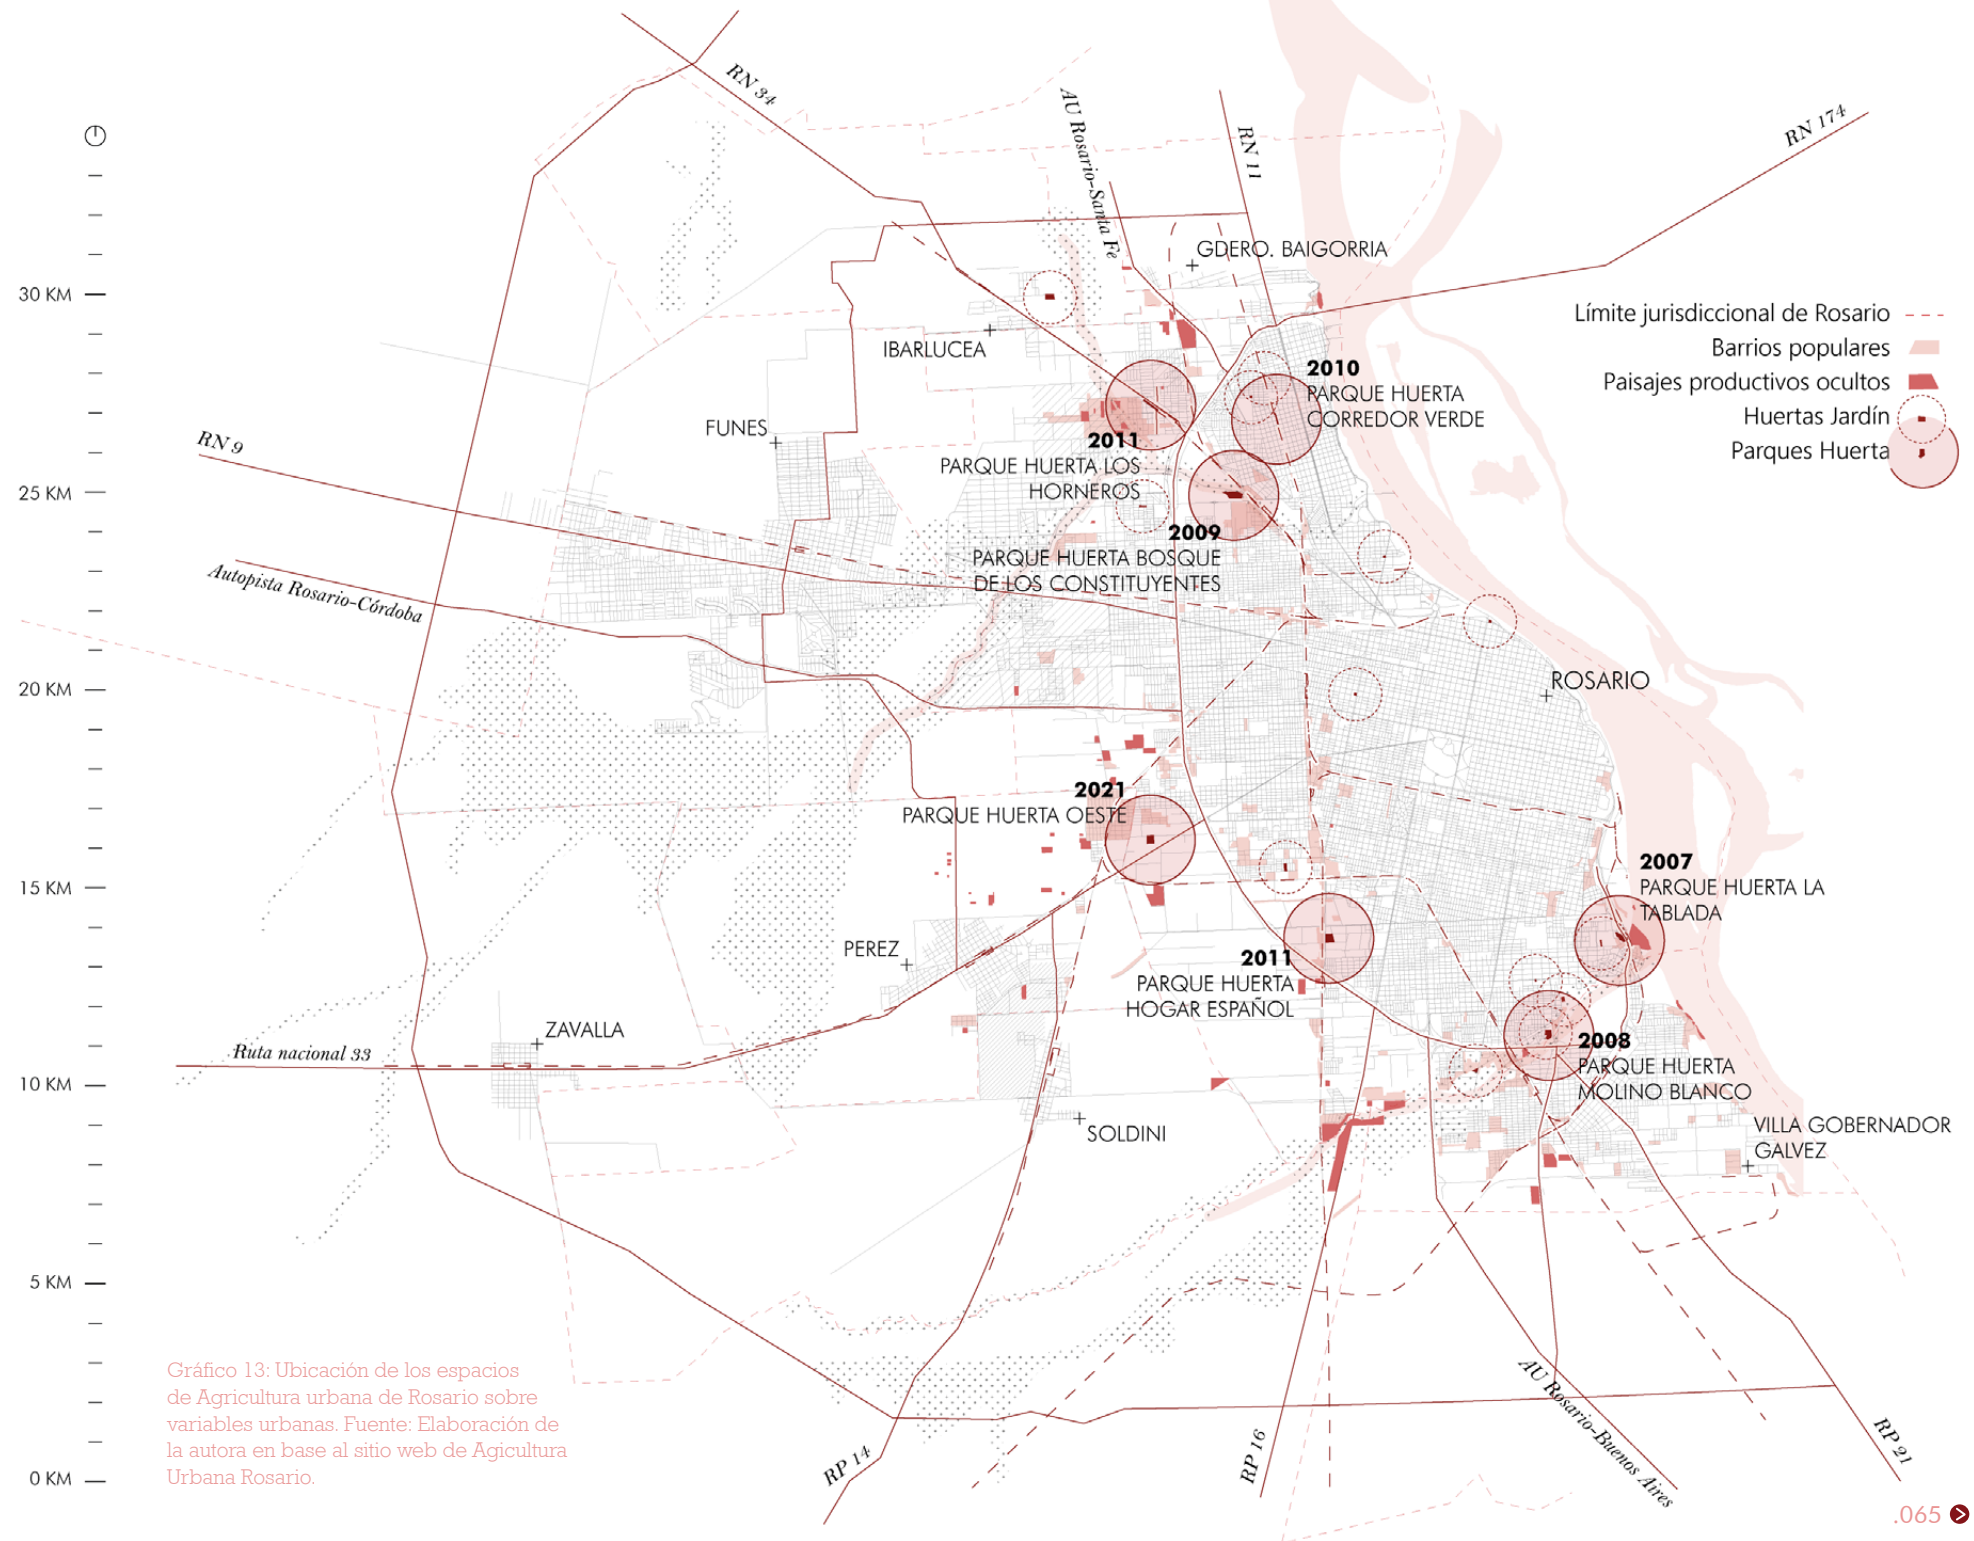 RN 34
AU Rosario-Santa Fe
RN 11
RN 174
GDERO. BAIGORRIA
30 KM
IBARLUCEA
Límite jurisdiccional de Rosario
Barrios populares
Paisajes productivos ocultos
Huertas Jardín
Parques Huerta
2010
PARQUE HUERTA
CORREDOR VERDE
FUNES
RN 9
2011
PARQUE HUERTA LOS
HORNEROS
25 KM
2009
PARQUE HUERTA BOSQUE
DE LOS CONSTITUYENTES
Autopista Rosario-Córdoba
20 KM
ROSARIO
2021
PARQUE HUERTA OESTE
15 KM
2007
PARQUE HUERTA LA
TABLADA
PEREZ
2011
PARQUE HUERTA
HOGAR ESPAÑOL
ZAVALLA
Ruta nacional 33
2008
PARQUE HUERTA
MOLINO BLANCO
10 KM
SOLDINI
VILLA GOBERNADOR
GALVEZ
5 KM
Gráfico 13: Ubicación de los espacios
de Agricultura urbana de Rosario sobre
variables urbanas. Fuente: Elaboración de
la autora en base al sitio web de Agicultura
Urbana Rosario.
0 KM
RP 14
RP 16
AU Rosario-Buenos Aires
RP 21
.065